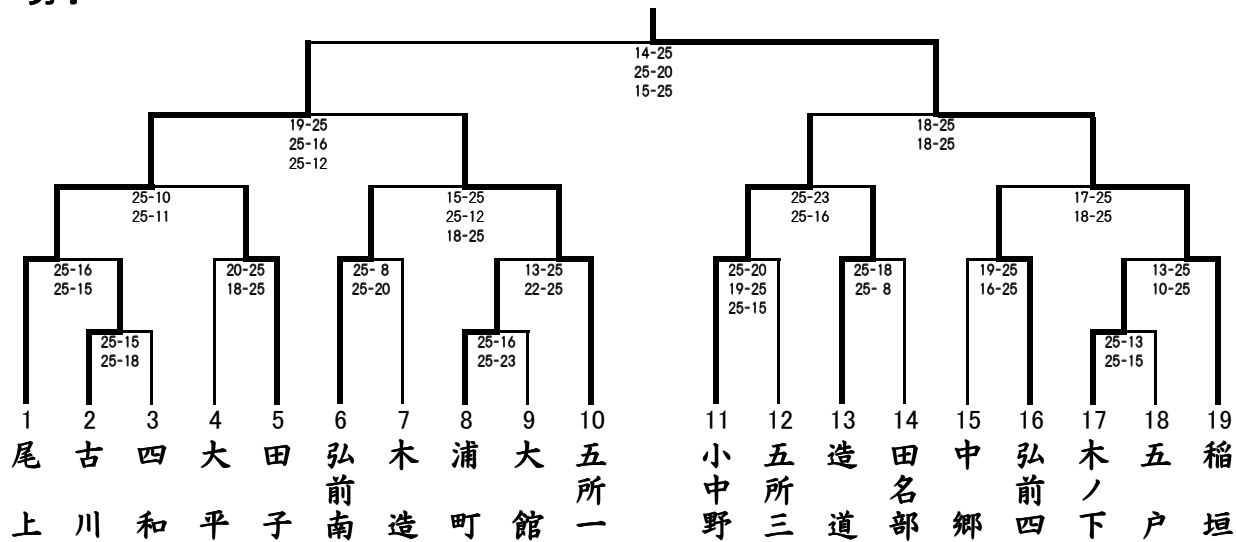 14-25
25-20
15-25
19-25
25-16
25-12
18-25
18-25
25-10
25-11
15-25
25-12
18-25
25-23
25-16
17-25
18-25
25-16
25-15
20-25
18-25
25- 8
25-20
13-25
22-25
25-20
19-25
25-15
25-18
25- 8
19-25
16-25
13-25
10-25
25-15
25-18
25-16
25-23
25-13
25-15
1 2 3 4 5 6 7 8 9 10 11 12 13 14 15 16 17 18 19
尾上
古川
四和
大平
田子
弘前南
木造
浦町
大館
五所一
小中野
五所三
造道
田名部
中郷
弘前四
木ノ下
五戸
稲垣